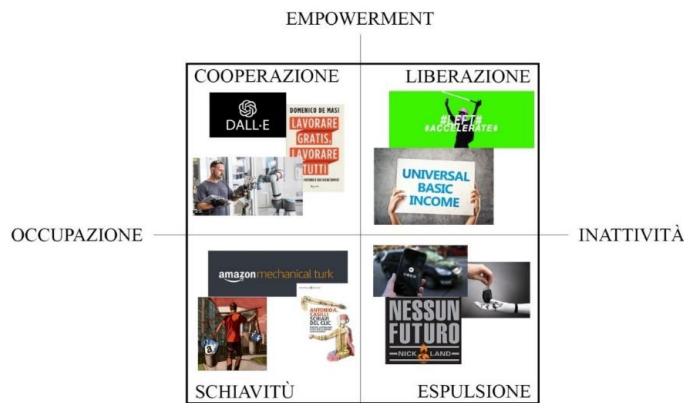 EMPOWERMENT
COOPERAZIONE
LIBERAZIONE
DALL·E
DOMENICO DE MASI
LAVORARE
GRATIS,
LAVORARE
TUTTI
#LEFT#
#ACCELERATE#
UNIVERSAL
BASIC
INCOME
OCCUPAZIONE
INATTIVITÀ
amazon mechanical turk
ANTONIO A.
CASILLI
SCHIAVI
DEL CLIC
a
UBER
NESSUN
FUTURO
NICK LAND
SCHIAVITÙ
ESPULSIONE